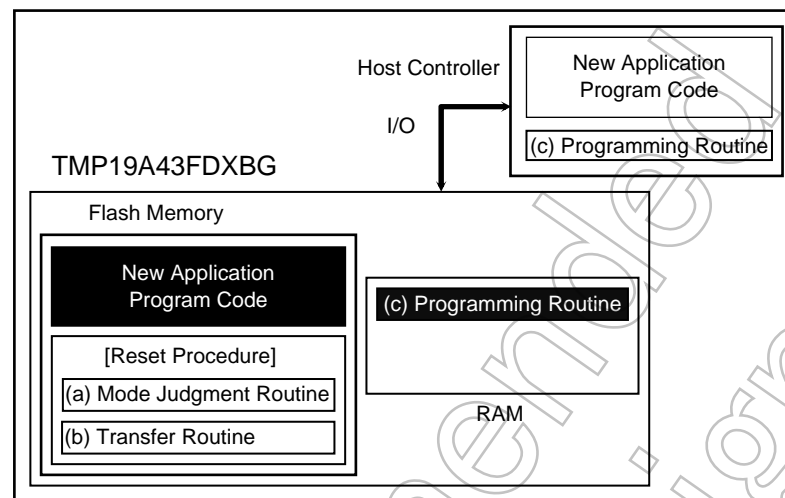 Host Controller
New Application
Program Code
I/O
(c) Programming Routine
TMP19A43FDXBG
Flash Memory
New Application
Program Code
(c) Programming Routine
[Reset Procedure]
(a) Mode Judgment Routine
(b) Transfer Routine
RAM